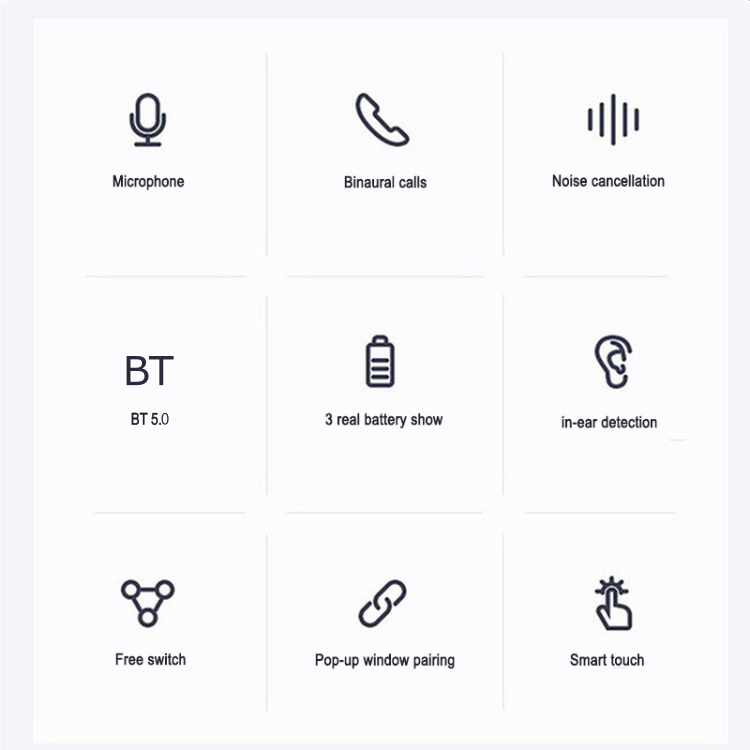 Microphone
Binaural calls
Noise cancellation
BT
BT 5.0
3 real battery show
in-ear detection
Free switch
Pop-up window pairing
Smart touch